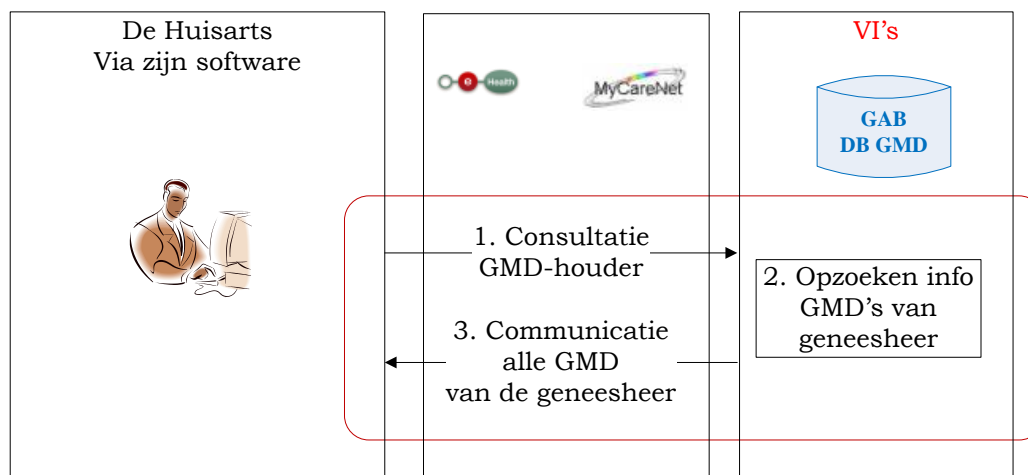 De Huisarts
Via zijn software
e
Health
MyCareNet
VI's
GAB
DB GMD
1. Consultatie
GMD-houder
2. Opzoeken info
GMD's van
geneesheer
3. Communicatie
alle GMD
van de geneesheer